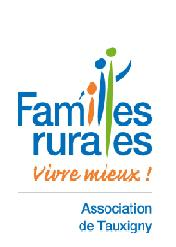 Familles
rurales
Vivre mieux !
Association
de Tauxigny